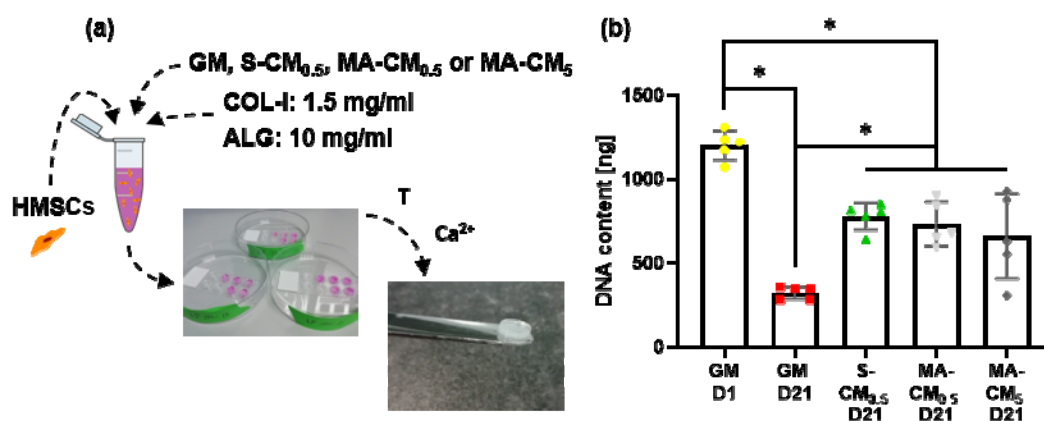 (a)
GM, S-CM0.5, MA-CM0.5 or MA-CM5
COL-I: 1.5 mg/ml
ALG: 10 mg/ml
HMSCs
T
Ca2+
(b)
*
*
*
DNA content [ng]
1500
1000
500
0
GM
D1
GM
D21
S-
CM0.5
D21
MA-
CM0.5
D21
MA-
CM5
D21